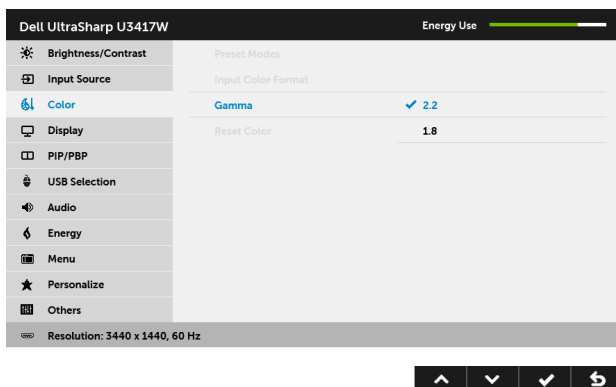 Dell UltraSharp U3417W Energy Use
Brightness/Contrast Preset Modes
Input Source Input Color Format
Color Gamma 2.2
Display Reset Color 1.8
PIP/PBP
USB Selection
Audio
Energy
Menu
Personalize
Others
Resolution: 3440 x 1440, 60 Hz